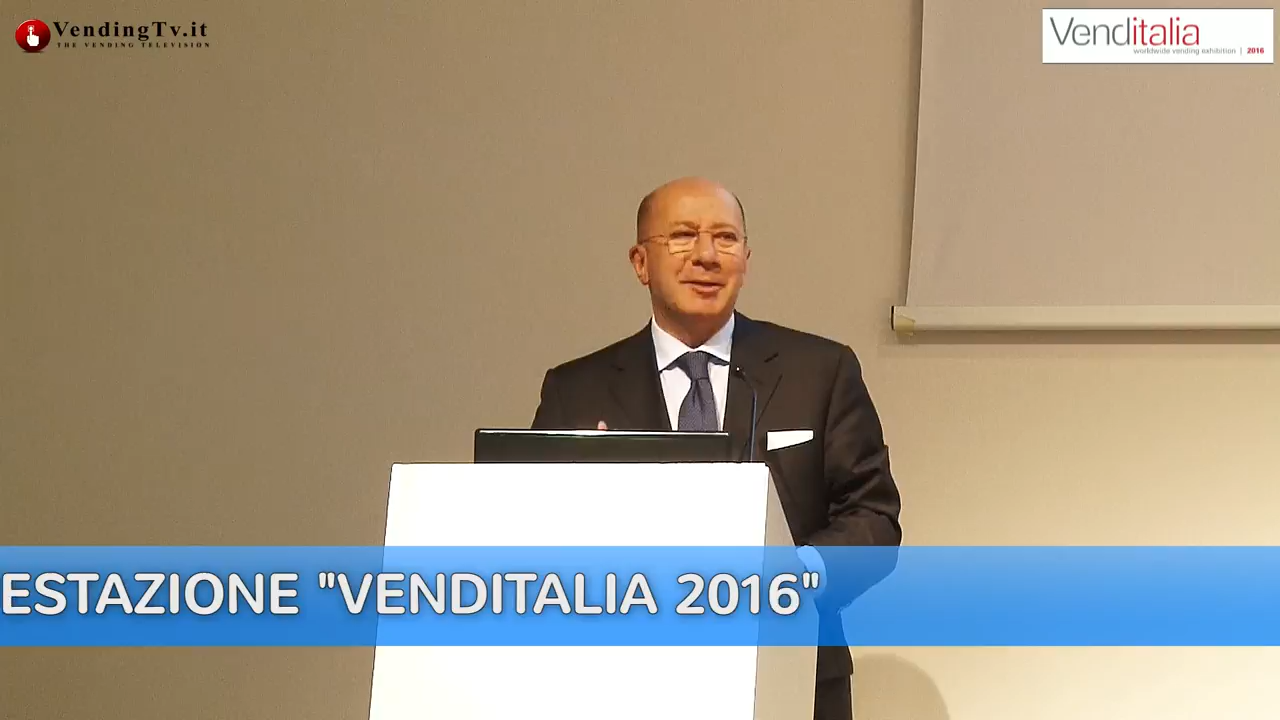 VendingTv.it
THE VENDING TELEVISION
Venditalia
worldwide vending exhibition | 2016
ESTAZIONE "VENDITALIA 2016"